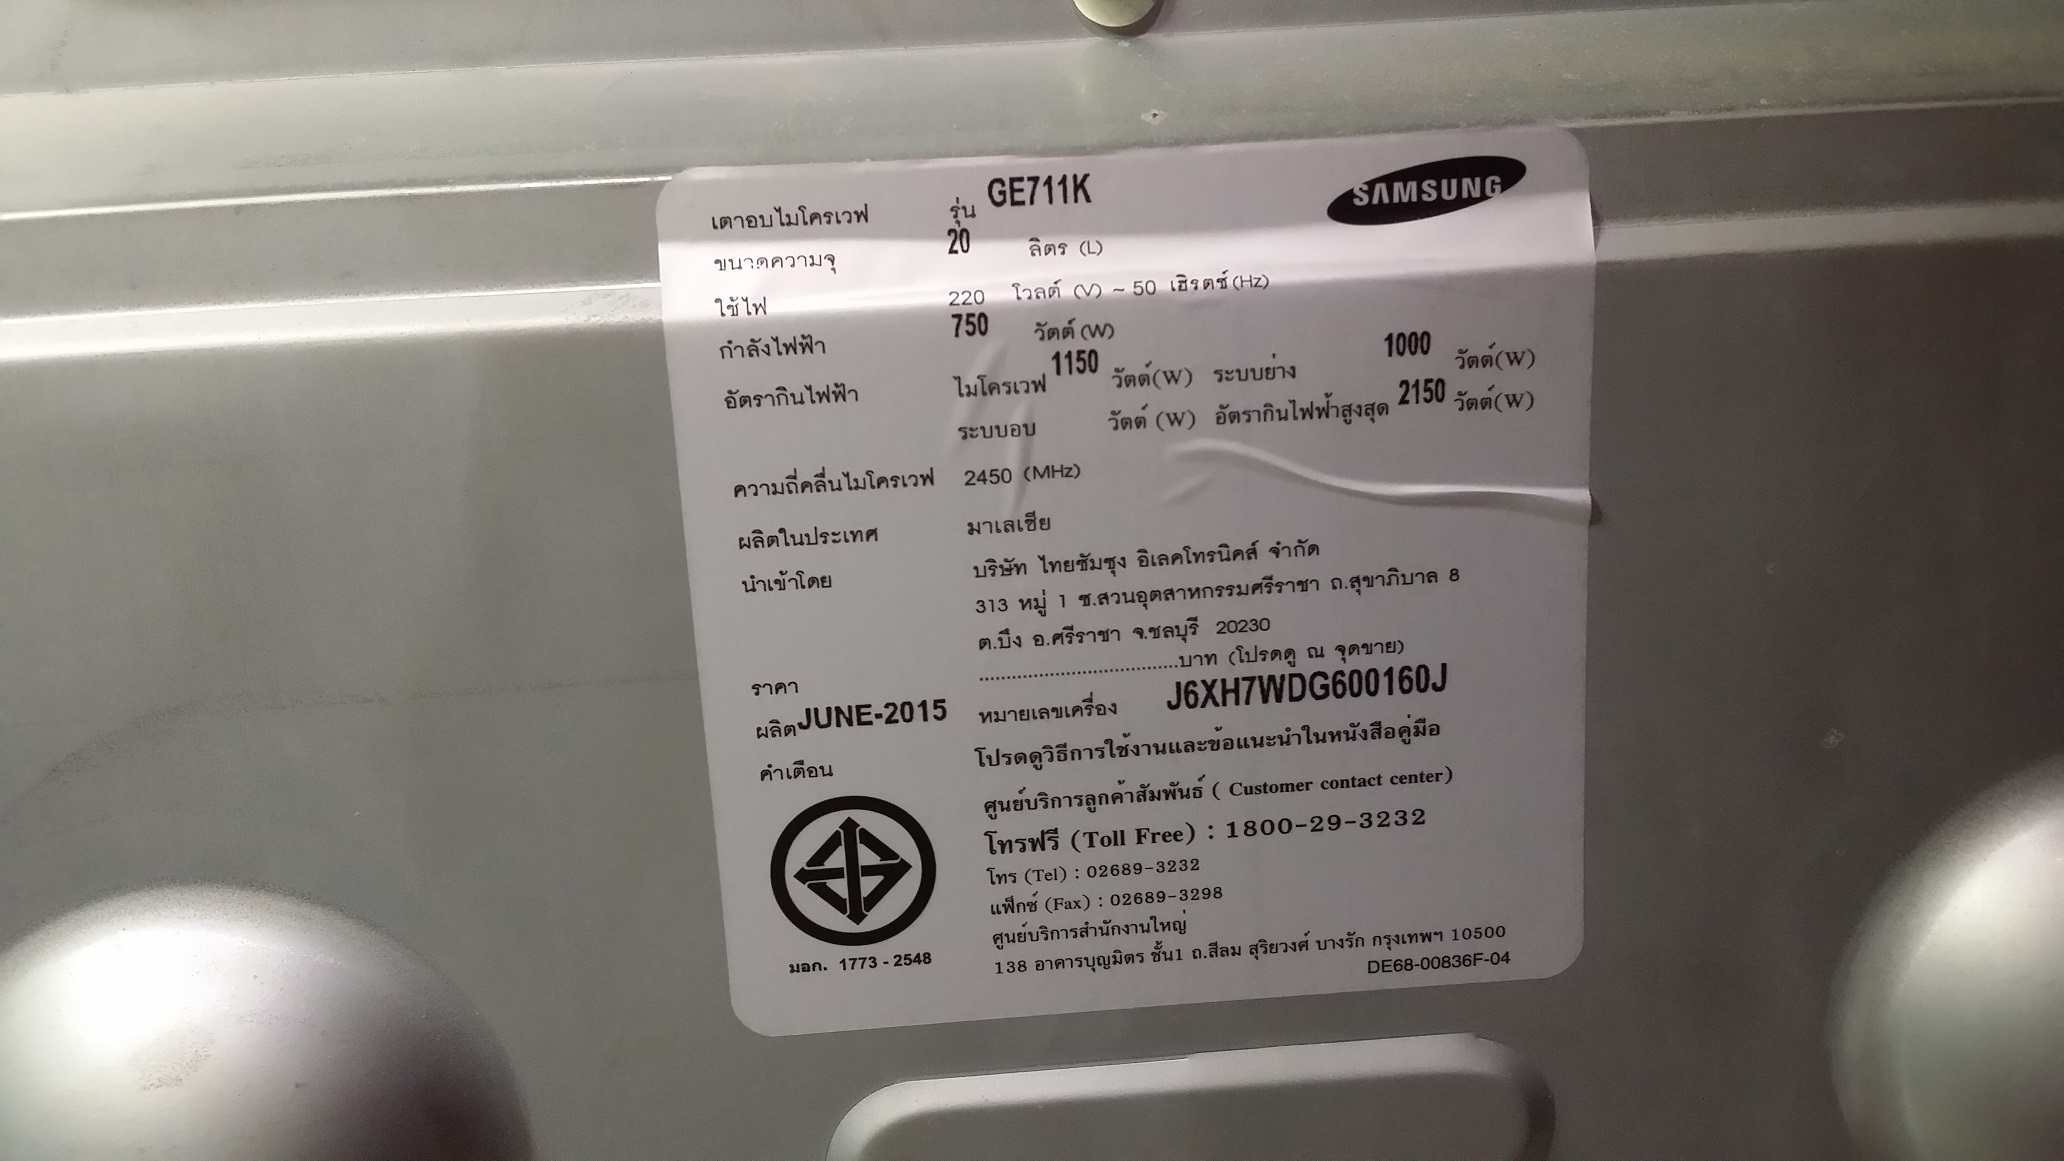 SAMSUNG
เตาอบไมโครเวฟ รุ่น GE711K
ขนาดความจุ 20 ลิตร (L)
ใช้ไฟ 220 โวลต์ (V) ~ 50 เฮิรตซ์ (Hz)
กำลังไฟฟ้า 750 วัตต์ (W)
อัตรากินไฟฟ้า ไมโครเวฟ 1150 วัตต์(W) ระบบย่าง 1000 วัตต์(W)
ระบบอบ วัตต์ (W) อัตรากินไฟฟ้าสูงสุด 2150 วัตต์(W)
ความถี่คลื่นไมโครเวฟ 2450 (MHz)
ผลิตในประเทศ มาเลเซีย
นำเข้าโดย บริษัท ไทยซัมซุง อิเลคโทรนิคส์ จำกัด
313 หมู่ 1 ซ.สวนอุตสาหกรรมศรีราชา ถ.สุขาภิบาล 8
ต.บึง อ.ศรีราชา จ.ชลบุรี 20230
ราคา ................................บาท (โปรดดู ณ จุดขาย)
ผลิต JUNE-2015 หมายเลขเครื่อง J6XH7WDG600160J
คำเตือน โปรดดูวิธีการใช้งานและข้อแนะนำในหนังสือคู่มือ
ศูนย์บริการลูกค้าสัมพันธ์ ( Customer contact center)
โทรฟรี (Toll Free) : 1800-29-3232
โทร (Tel) : 02689-3232
แฟ็กซ์ (Fax) : 02689-3298
ศูนย์บริการสำนักงานใหญ่
138 อาคารบุญมิตร ชั้น1 ถ.สีลม สุริยวงศ์ บางรัก กรุงเทพฯ 10500
มอก. 1773 - 2548
DE68-00836F-04